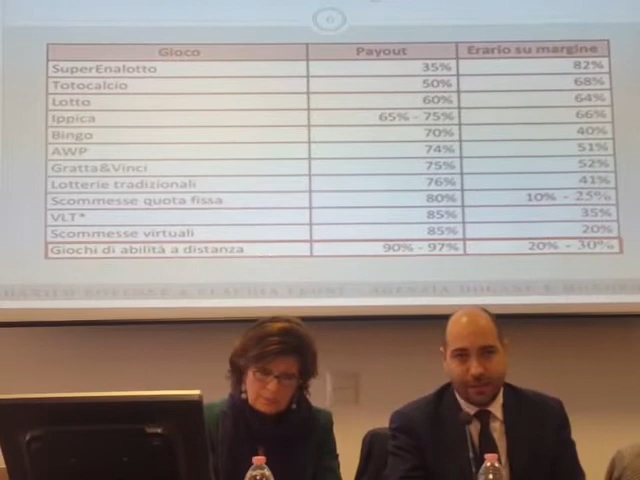 6
Gioco Payout Erario su margine
SuperEnalotto 35% 82%
Totocalcio 50% 68%
Lotto 60% 64%
Ippica 65% - 75% 66%
Bingo 70% 40%
AWP 74% 51%
Gratta&Vinci 75% 52%
Lotterie tradizionali 76% 41%
Scommesse quota fissa 80% 10% - 25%
VLT* 85% 35%
Scommesse virtuali 85% 20%
Giochi di abilità a distanza 90% - 97% 20% - 30%